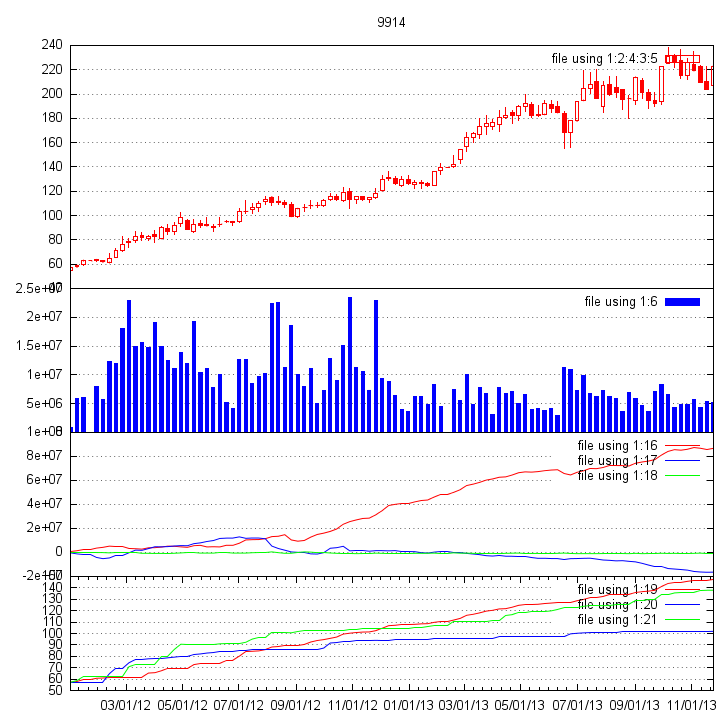 9914
240
file using 1:2:4:3:5
220
200
180
160
140
120
100
80
60
40
2.5e+07
file using 1:6
2e+07
1.5e+07
1e+07
5e+06
0
1e+08
file using 1:16
8e+07
file using 1:17
file using 1:18
6e+07
4e+07
2e+07
0
-2e+07
file using 1:19
140
130
file using 1:20
120
file using 1:21
110
100
90
80
70
60
50
03/01/12 05/01/12 07/01/12 09/01/12 11/01/12 01/01/13 03/01/13 05/01/13 07/01/13 09/01/13 11/01/13